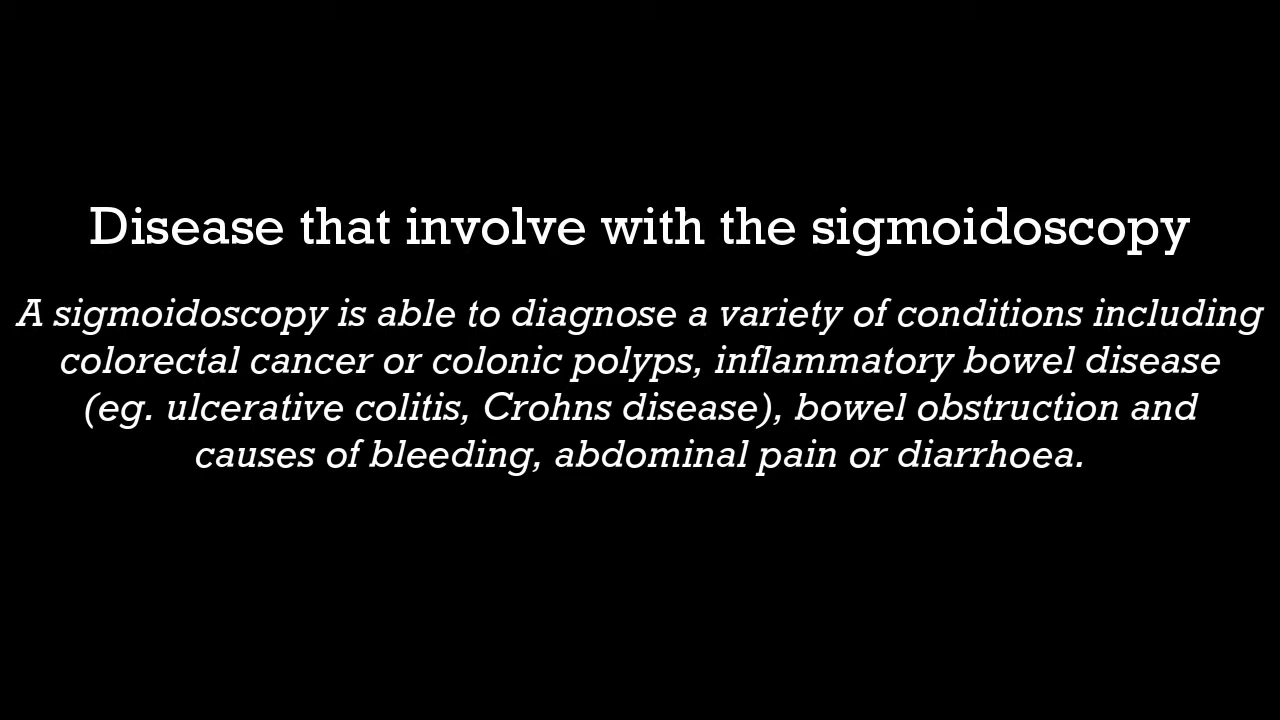 Disease that involve with the sigmoidoscopy
A sigmoidoscopy is able to diagnose a variety of conditions including
colorectal cancer or colonic polyps, inflammatory bowel disease
(eg. ulcerative colitis, Crohns disease), bowel obstruction and
causes of bleeding, abdominal pain or diarrhoea.